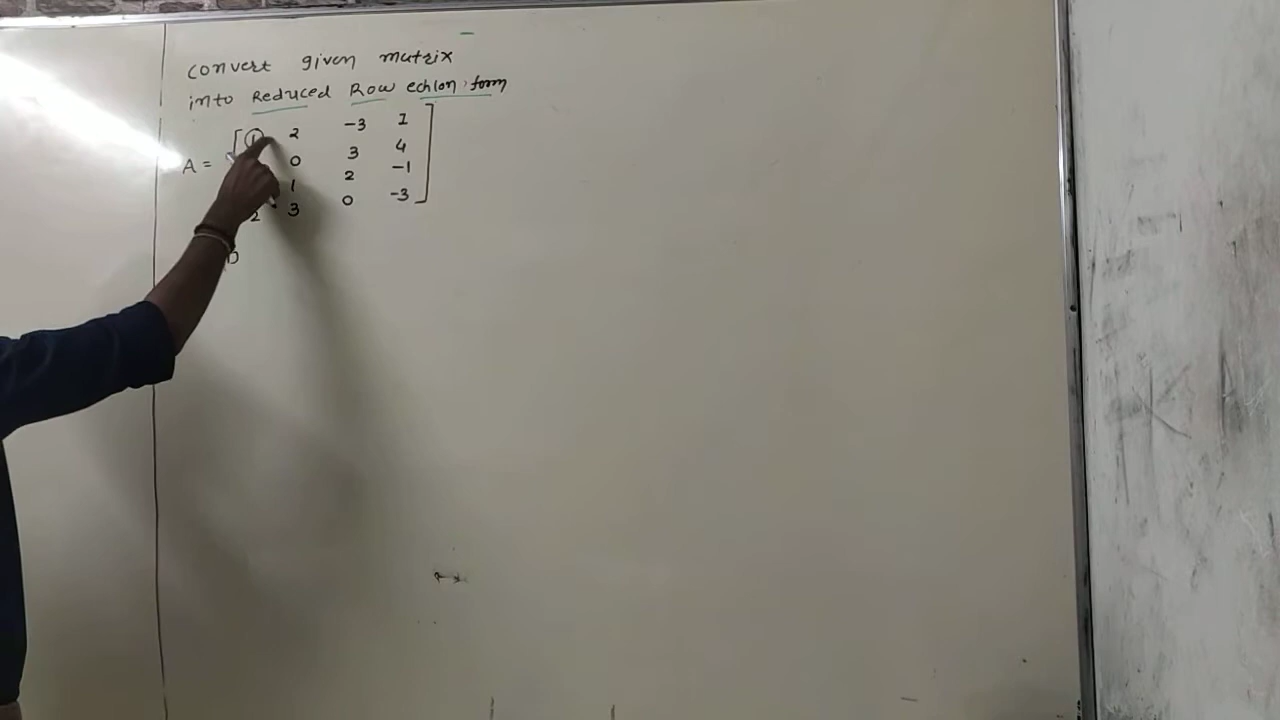 convert given matrix
into Reduced Row echlon form
A = [ 1 2 -3 1
0 3 4
1 2 -1
2 3 0 -3 ]